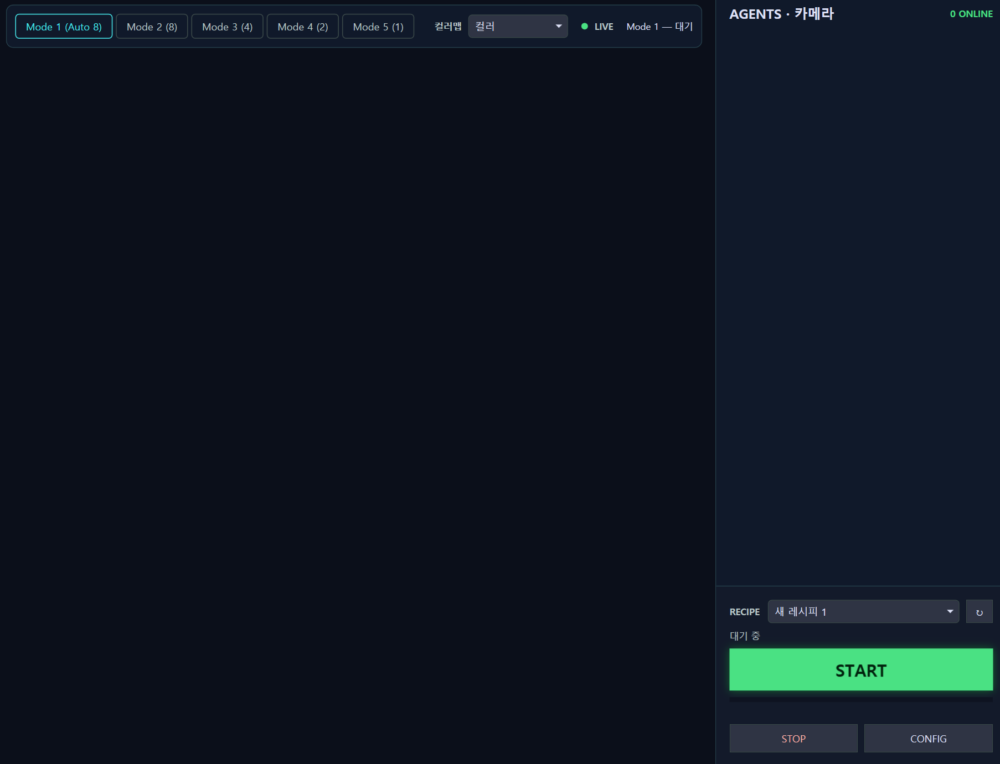 Mode 1 (Auto 8) Mode 2 (8) Mode 3 (4) Mode 4 (2) Mode 5 (1) 컬러맵 컬러 LIVE Mode 1 — 대기
AGENTS · 카메라 0 ONLINE
RECIPE 새 레시피 1 ↻
대기 중
START
STOP CONFIG